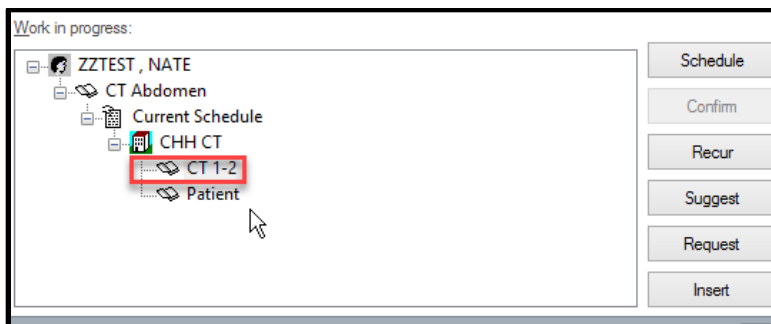 Work in progress:
ZZTEST , NATE
CT Abdomen
Current Schedule
CHH CT
CT 1-2
Patient
Schedule
Confirm
Recur
Suggest
Request
Insert